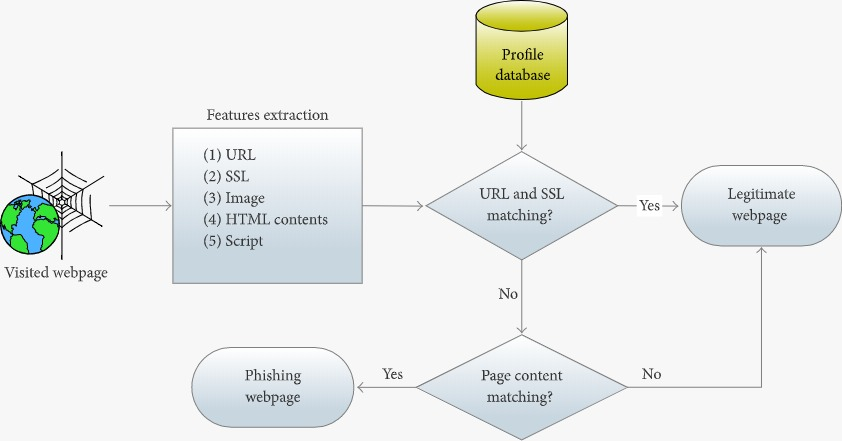 Profile
database
Features extraction
(1) URL
(2) SSL
(3) Image
(4) HTML contents
(5) Script
Visited webpage
URL and SSL
matching?
Yes
Legitimate
webpage
No
Page content
matching?
Yes
No
Phishing
webpage